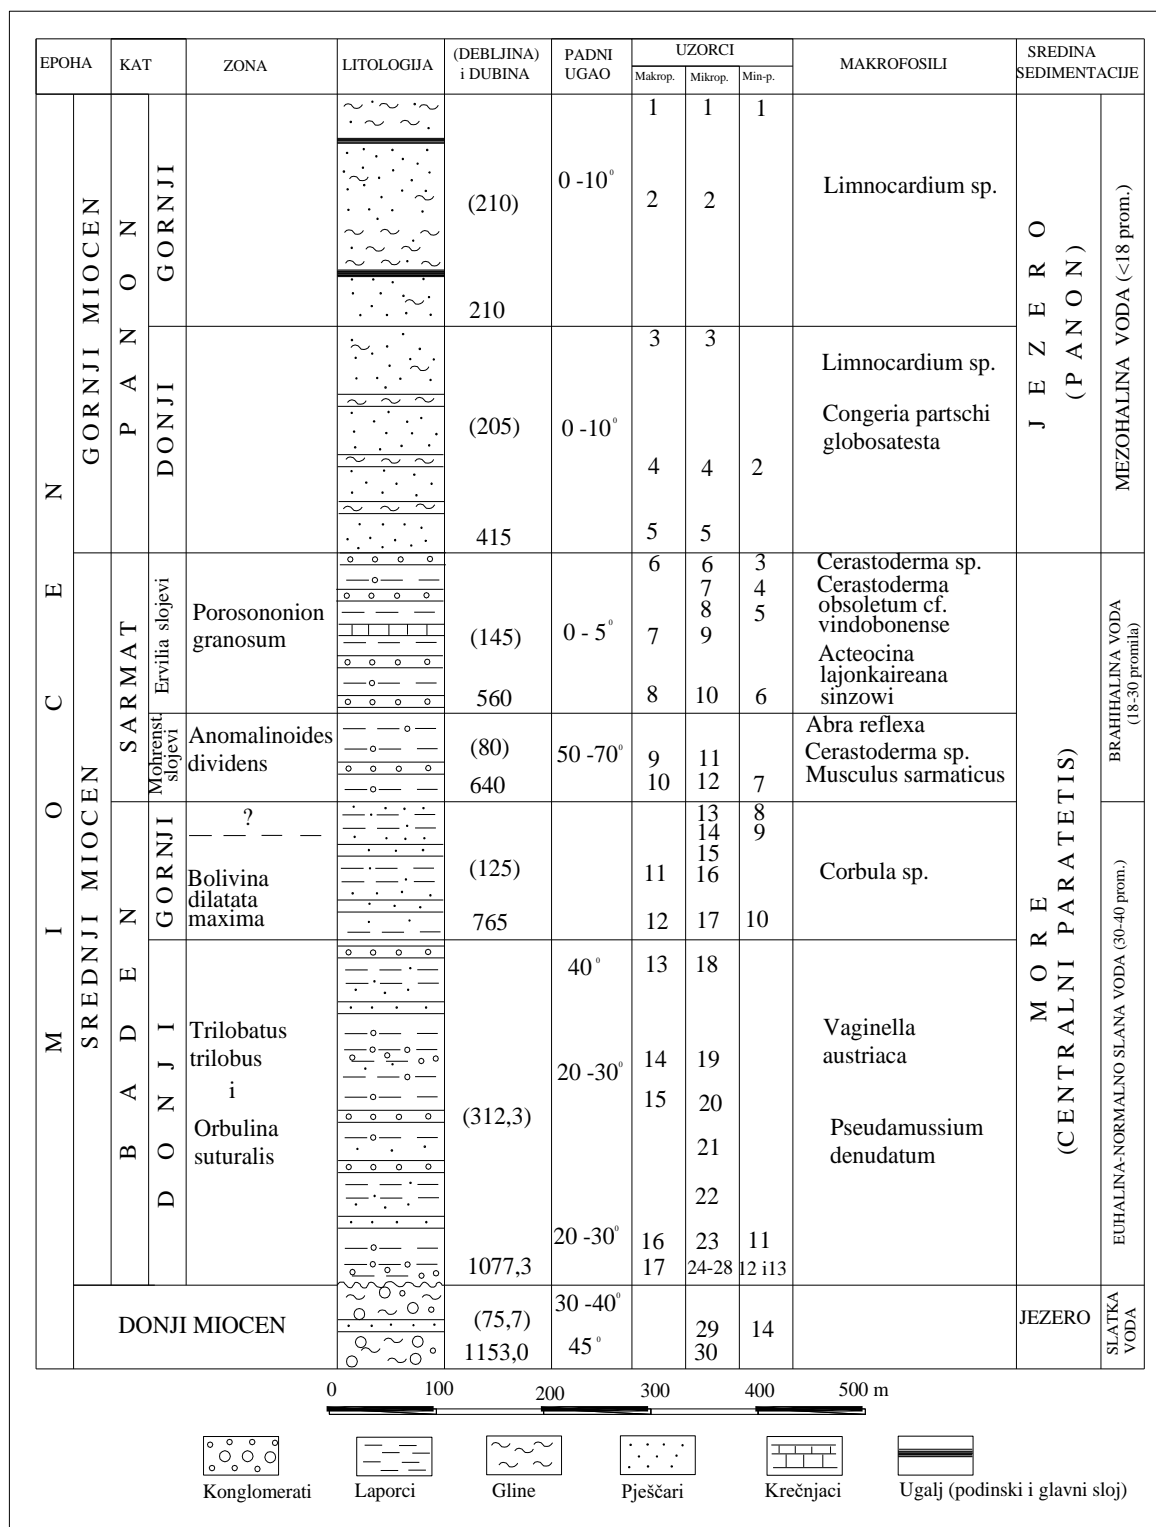 EPOHA
KAT
ZONA
LITOLOGIJA
(DEBLJINA)
i DUBINA
PADNI
UGAO
UZORCI
Makrop.
Mikrop.
Min-p.
MAKROFOSILI
SREDINA
SEDIMENTACIJE
MIOCEN
GORNJI MIOCEN
PANON
GORNJI
(210)
210
0 -10°
1 1 1
2 2
Limnocardium sp.
JEZERO
(PANON)
MEZOHALINA VODA (<18 prom.)
DONJI
(205)
415
0 -10°
3 3
4 4 2
5 5
Limnocardium sp.
Congeria partschi
globosatesta
SREDNJI MIOCEN
SARMAT
Ervilia slojevi
Porosononion
granosum
(145)
560
0 - 5°
6 6 3
7 4
8 5
7 9
8 10 6
Cerastoderma sp.
Cerastoderma
obsoletum cf.
vindobonense
Acteocina
lajonkaireana
sinzowi
MORE
(CENTRALNI PARATETIS)
BRAHIHALINA VODA
(18-30 promila)
Mohrenst.
slojevi
Anomalinoides
dividens
(80)
640
50 -70°
9 11
10 12 7
Abra reflexa
Cerastoderma sp.
Musculus sarmaticus
BADEN
GORNJI
?
Bolivina
dilatata
maxima
(125)
765
13 8
14 9
15
11 16
12 17 10
Corbula sp.
EUHALINA-NORMALNO SLANA VODA (30-40 prom.)
DONJI
Trilobatus
trilobus
i
Orbulina
suturalis
(312,3)
1077,3
40°
20 -30°
20 -30°
13 18
14 19
15 20
21
22
16 23 11
17 24-28 12 i13
Vaginella
austriaca
Pseudamussium
denudatum
DONJI MIOCEN
(75,7)
1153,0
30 -40°
45°
29 14
30
JEZERO
SLATKA
VODA
0 100 200 300 400 500 m
Konglomerati
Laporci
Gline
Pješčari
Krečnjaci
Ugalj (podinski i glavni sloj)